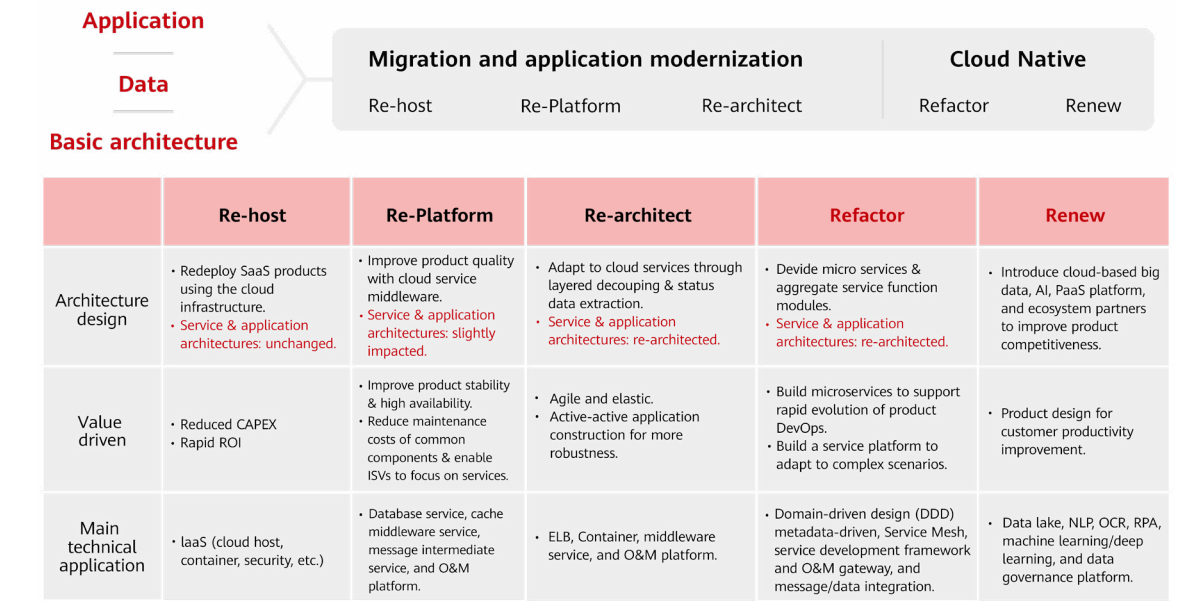 Application
Data
Basic architecture
Migration and application modernization
Re-host
Re-Platform
Re-architect
Cloud Native
Refactor
Renew
Re-host
Re-Platform
Re-architect
Refactor
Renew
Architecture
design
• Redeploy SaaS products
using the cloud
infrastructure.
• Service & application
architectures: unchanged.
• Improve product quality
with cloud service
middleware.
• Service & application
architectures: slightly
impacted.
• Adapt to cloud services through
layered decouping & status
data extraction.
• Service & application
architectures: re-architected.
• Devide micro services &
aggregate service function
modules.
• Service & application
architectures: re-architected.
• Introduce cloud-based big
data, AI, PaaS platform,
and ecosystem partners
to improve product
competitiveness.
Value
driven
• Reduced CAPEX
• Rapid ROI
• Improve product stability
& high availability.
• Reduce maintenance
costs of common
components & enable
ISVs to focus on services.
• Agile and elastic.
• Active-active application
construction for more
robustness.
• Build microservices to support
rapid evolution of product
DevOps.
• Build a service platform to
adapt to complex scenarios.
• Product design for
customer productivity
improvement.
Main
technical
application
• IaaS (cloud host,
container, security, etc.)
• Database service, cache
middleware service,
message intermediate
service, and O&M
platform.
• ELB, Container, middleware
service, and O&M platform.
• Domain-driven design (DDD)
metadata-driven, Service Mesh,
service development framework
and O&M gateway, and
message/data integration.
• Data lake, NLP, OCR, RPA,
machine learning/deep
learning, and data
governance platform.